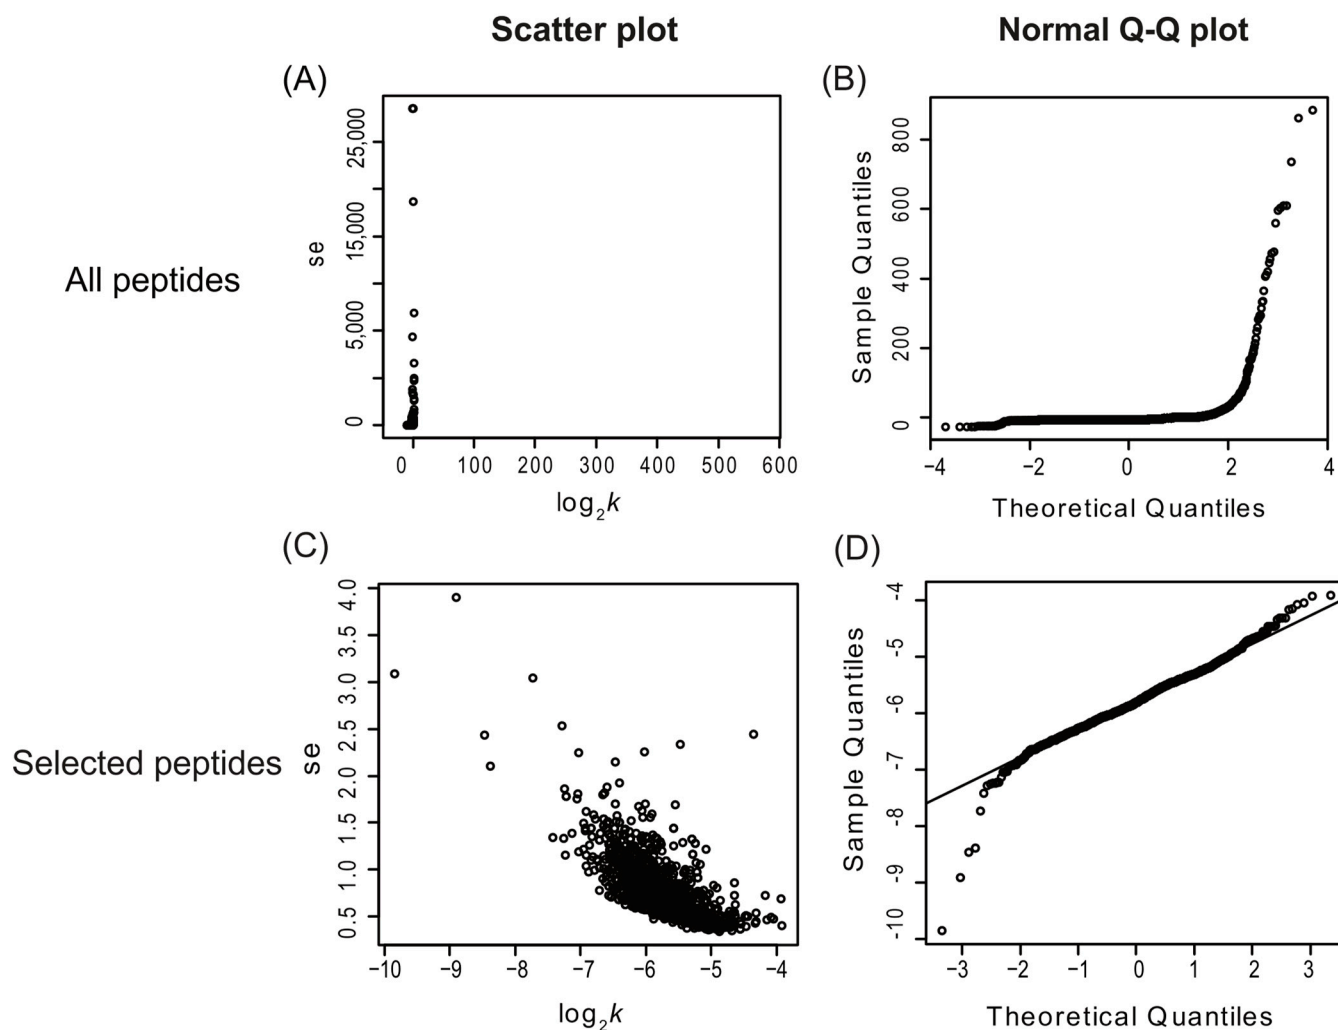 Scatter plot
Normal Q-Q plot
All peptides
(A)
se
25,000
15,000
5,000
0
0 100 200 300 400 500 600
log₂k
(B)
Sample Quantiles
800
600
400
200
0
−4 −2 0 2 4
Theoretical Quantiles
Selected peptides
(C)
se
4.0
3.5
3.0
2.5
2.0
1.5
1.0
0.5
−10 −9 −8 −7 −6 −5 −4
log₂k
(D)
Sample Quantiles
-4
-5
-6
-7
-8
-9
-10
−3 −2 −1 0 1 2 3
Theoretical Quantiles